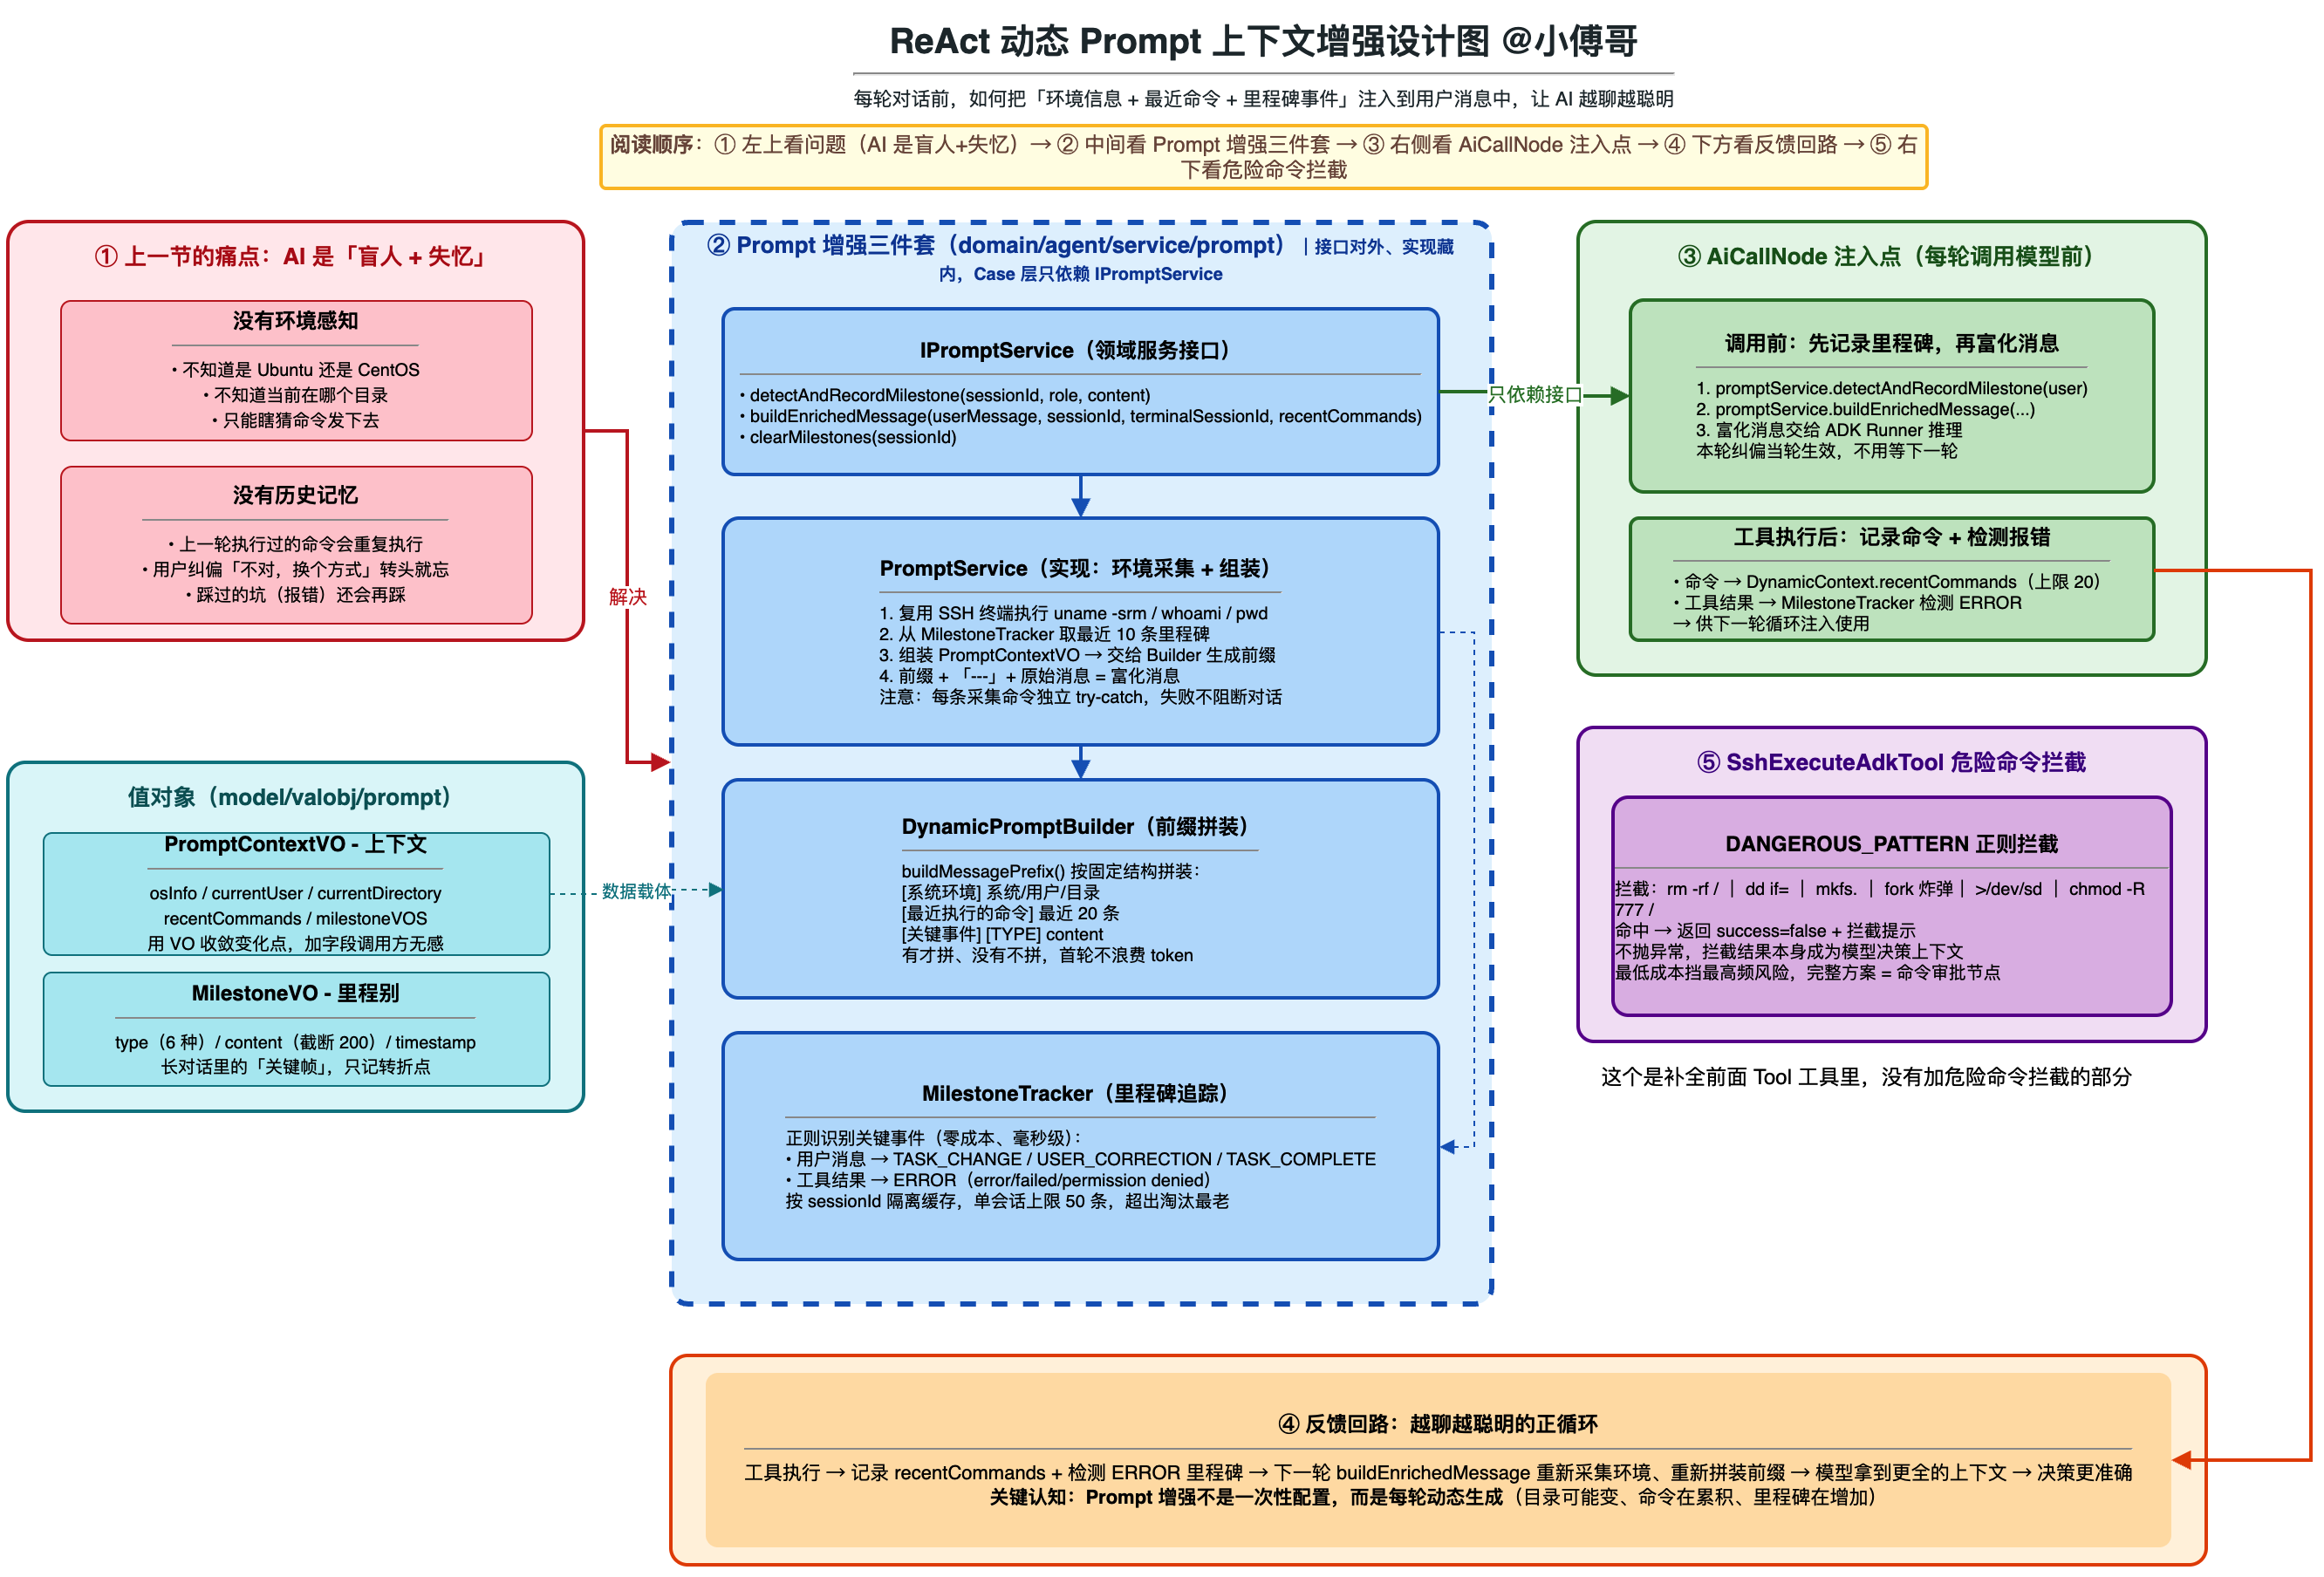 ReAct 动态 Prompt 上下文增强设计图 @小傅哥
每轮对话前，如何把「环境信息 + 最近命令 + 里程碑事件」注入到用户消息中，让 AI 越聊越聪明
阅读顺序：① 左上看问题（AI 是盲人+失忆）→ ② 中间看 Prompt 增强三件套 → ③ 右侧看 AiCallNode 注入点 → ④ 下方看反馈回路 → ⑤ 右
下看危险命令拦截
① 上一节的痛点：AI 是「盲人 + 失忆」
没有环境感知
• 不知道是 Ubuntu 还是 CentOS
• 不知道当前在哪个目录
• 只能瞎猜命令发下去
没有历史记忆
• 上一轮执行过的命令会重复执行
• 用户纠偏「不对，换个方式」转头就忘
• 踩过的坑（报错）还会再踩
解决
值对象（model/valobj/prompt）
PromptContextVO - 上下文
osInfo / currentUser / currentDirectory
recentCommands / milestoneVOS
用 VO 收敛变化点，加字段调用方无感
MilestoneVO - 里程别
type（6 种）/ content（截断 200）/ timestamp
长对话里的「关键帧」，只记转折点
数据载体
② Prompt 增强三件套（domain/agent/service/prompt）｜接口对外、实现藏
内，Case 层只依赖 IPromptService
IPromptService（领域服务接口）
• detectAndRecordMilestone(sessionId, role, content)
• buildEnrichedMessage(userMessage, sessionId, terminalSessionId, recentCommands)
• clearMilestones(sessionId)
PromptService（实现：环境采集 + 组装）
1. 复用 SSH 终端执行 uname -srm / whoami / pwd
2. 从 MilestoneTracker 取最近 10 条里程碑
3. 组装 PromptContextVO → 交给 Builder 生成前缀
4. 前缀 + 「---」+ 原始消息 = 富化消息
注意：每条采集命令独立 try-catch，失败不阻断对话
DynamicPromptBuilder（前缀拼装）
buildMessagePrefix() 按固定结构拼装：
[系统环境] 系统/用户/目录
[最近执行的命令] 最近 20 条
[关键事件] [TYPE] content
有才拼、没有不拼，首轮不浪费 token
MilestoneTracker（里程碑追踪）
正则识别关键事件（零成本、毫秒级）：
• 用户消息 → TASK_CHANGE / USER_CORRECTION / TASK_COMPLETE
• 工具结果 → ERROR（error/failed/permission denied）
按 sessionId 隔离缓存，单会话上限 50 条，超出淘汰最老
只依赖接口
③ AiCallNode 注入点（每轮调用模型前）
调用前：先记录里程碑，再富化消息
1. promptService.detectAndRecordMilestone(user)
2. promptService.buildEnrichedMessage(...)
3. 富化消息交给 ADK Runner 推理
本轮纠偏当轮生效，不用等下一轮
工具执行后：记录命令 + 检测报错
• 命令 → DynamicContext.recentCommands（上限 20）
• 工具结果 → MilestoneTracker 检测 ERROR
→ 供下一轮循环注入使用
⑤ SshExecuteAdkTool 危险命令拦截
DANGEROUS_PATTERN 正则拦截
拦截：rm -rf / ｜ dd if= ｜ mkfs. ｜ fork 炸弹｜ >/dev/sd ｜ chmod -R
777 /
命中 → 返回 success=false + 拦截提示
不抛异常，拦截结果本身成为模型决策上下文
最低成本挡最高频风险，完整方案 = 命令审批节点
这个是补全前面 Tool 工具里，没有加危险命令拦截的部分
④ 反馈回路：越聊越聪明的正循环
工具执行 → 记录 recentCommands + 检测 ERROR 里程碑 → 下一轮 buildEnrichedMessage 重新采集环境、重新拼装前缀 → 模型拿到更全的上下文 → 决策更准确
关键认知：Prompt 增强不是一次性配置，而是每轮动态生成（目录可能变、命令在累积、里程碑在增加）